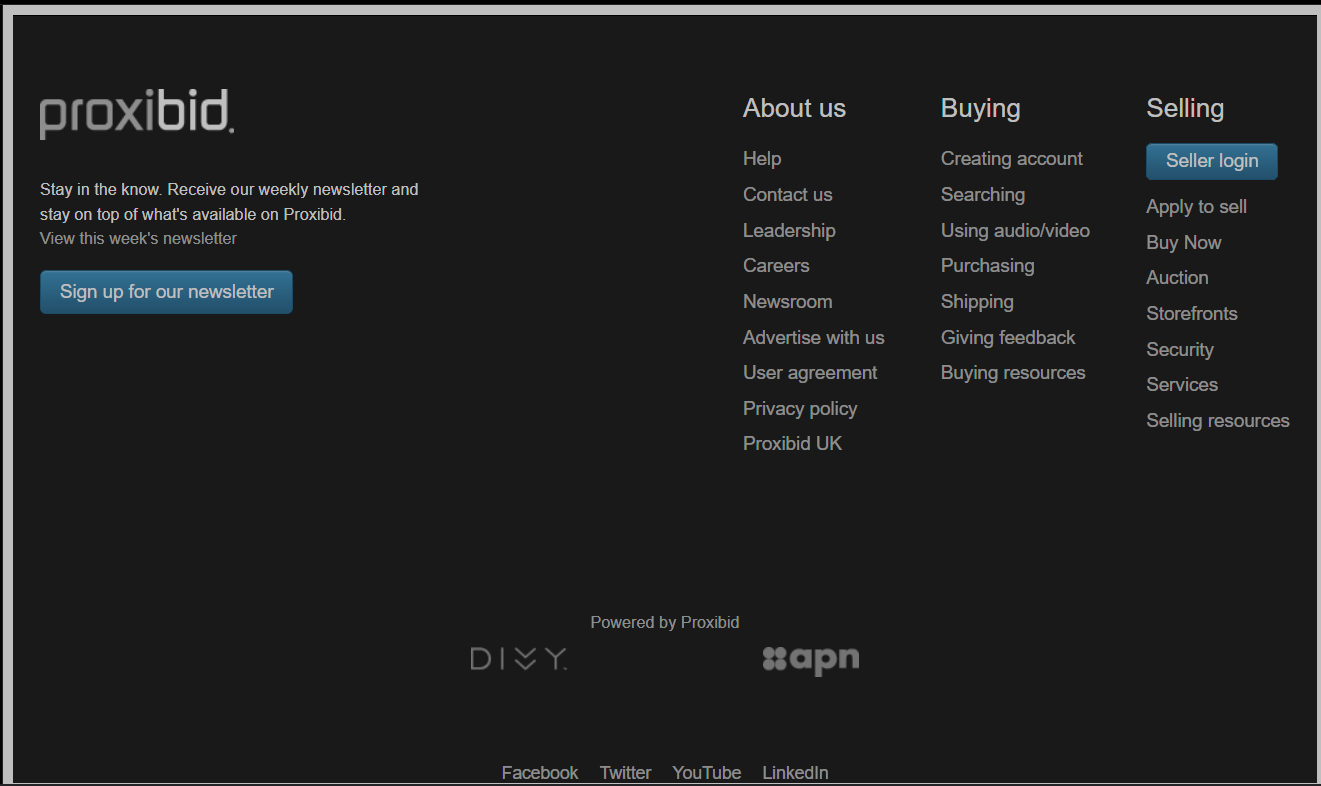 proxibid.
Stay in the know. Receive our weekly newsletter and
stay on top of what's available on Proxibid.
View this week's newsletter
Sign up for our newsletter
About us
Help
Contact us
Leadership
Careers
Newsroom
Advertise with us
User agreement
Privacy policy
Proxibid UK
Buying
Creating account
Searching
Using audio/video
Purchasing
Shipping
Giving feedback
Buying resources
Selling
Seller login
Apply to sell
Buy Now
Auction
Storefronts
Security
Services
Selling resources
Powered by Proxibid
DIVVY.
apn
Facebook Twitter YouTube LinkedIn